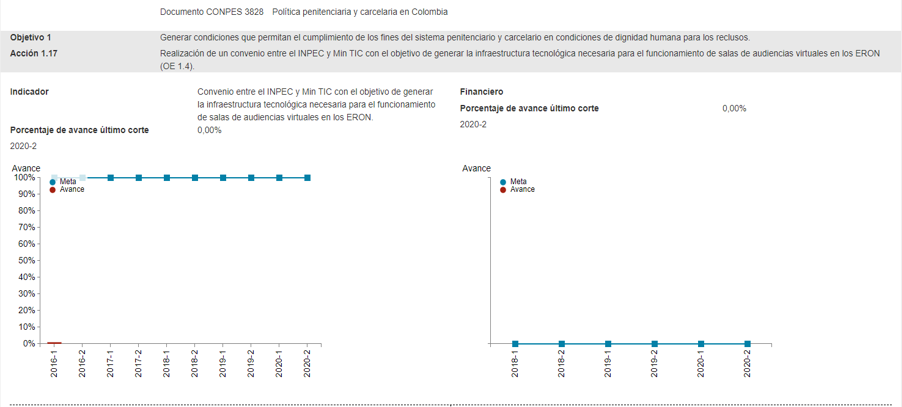 Documento CONPES 3828 Política penitenciaria y carcelaria en Colombia
Objetivo 1 Generar condiciones que permitan el cumplimiento de los fines del sistema penitenciario y carcelario en condiciones de dignidad humana para los reclusos.
Acción 1.17 Realización de un convenio entre el INPEC y Min TIC con el objetivo de generar la infraestructura tecnológica necesaria para el funcionamiento de salas de audiencias virtuales en los ERON
(OE 1.4).
Indicador Convenio entre el INPEC y Min TIC con el objetivo de generar
la infraestructura tecnológica necesaria para el funcionamiento
de salas de audiencias virtuales en los ERON.
Porcentaje de avance último corte 0,00%
2020-2
Financiero
Porcentaje de avance último corte 0,00%
2020-2
Avance
100%
90%
80%
70%
60%
50%
40%
30%
20%
10%
0%
Meta
Avance
2016-1
2016-2
2017-1
2017-2
2018-1
2018-2
2019-1
2019-2
2020-1
2020-2
Avance
Meta
Avance
2018-1
2018-2
2019-1
2019-2
2020-1
2020-2